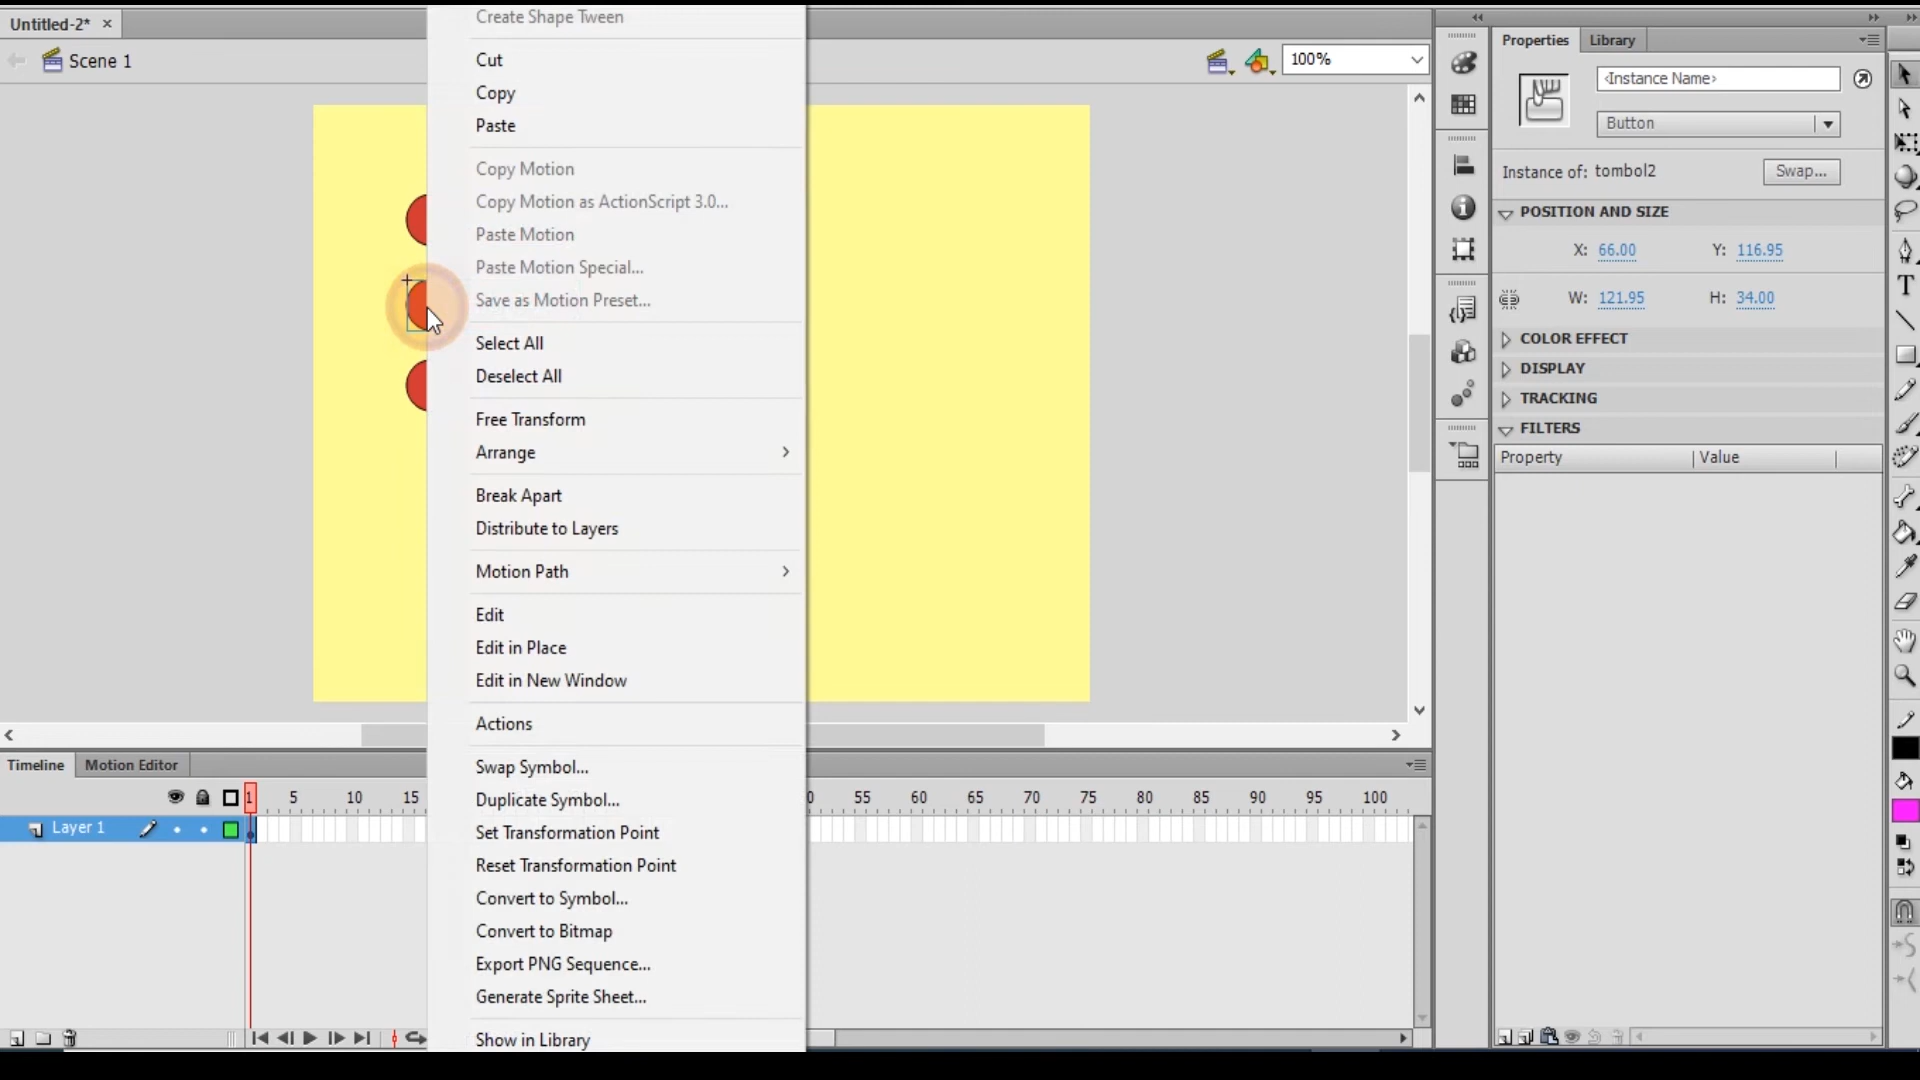 Untitled-2* ×
Scene 1
100%
Create Shape Tween
Cut
Copy
Paste
Copy Motion
Copy Motion as ActionScript 3.0...
Paste Motion
Paste Motion Special...
Save as Motion Preset...
Select All
Deselect All
Free Transform
Arrange
Break Apart
Distribute to Layers
Motion Path
Edit
Edit in Place
Edit in New Window
Actions
Swap Symbol...
Duplicate Symbol...
Set Transformation Point
Reset Transformation Point
Convert to Symbol...
Convert to Bitmap
Export PNG Sequence...
Generate Sprite Sheet...
Show in Library
Properties Library
<Instance Name>
Button
Instance of: tombol2 Swap...
POSITION AND SIZE
X: 66.00 Y: 116.95
W: 121.95 H: 34.00
COLOR EFFECT
DISPLAY
TRACKING
FILTERS
Property Value
Timeline Motion Editor
1 5 10 15 0 55 60 65 70 75 80 85 90 95 100
Layer 1